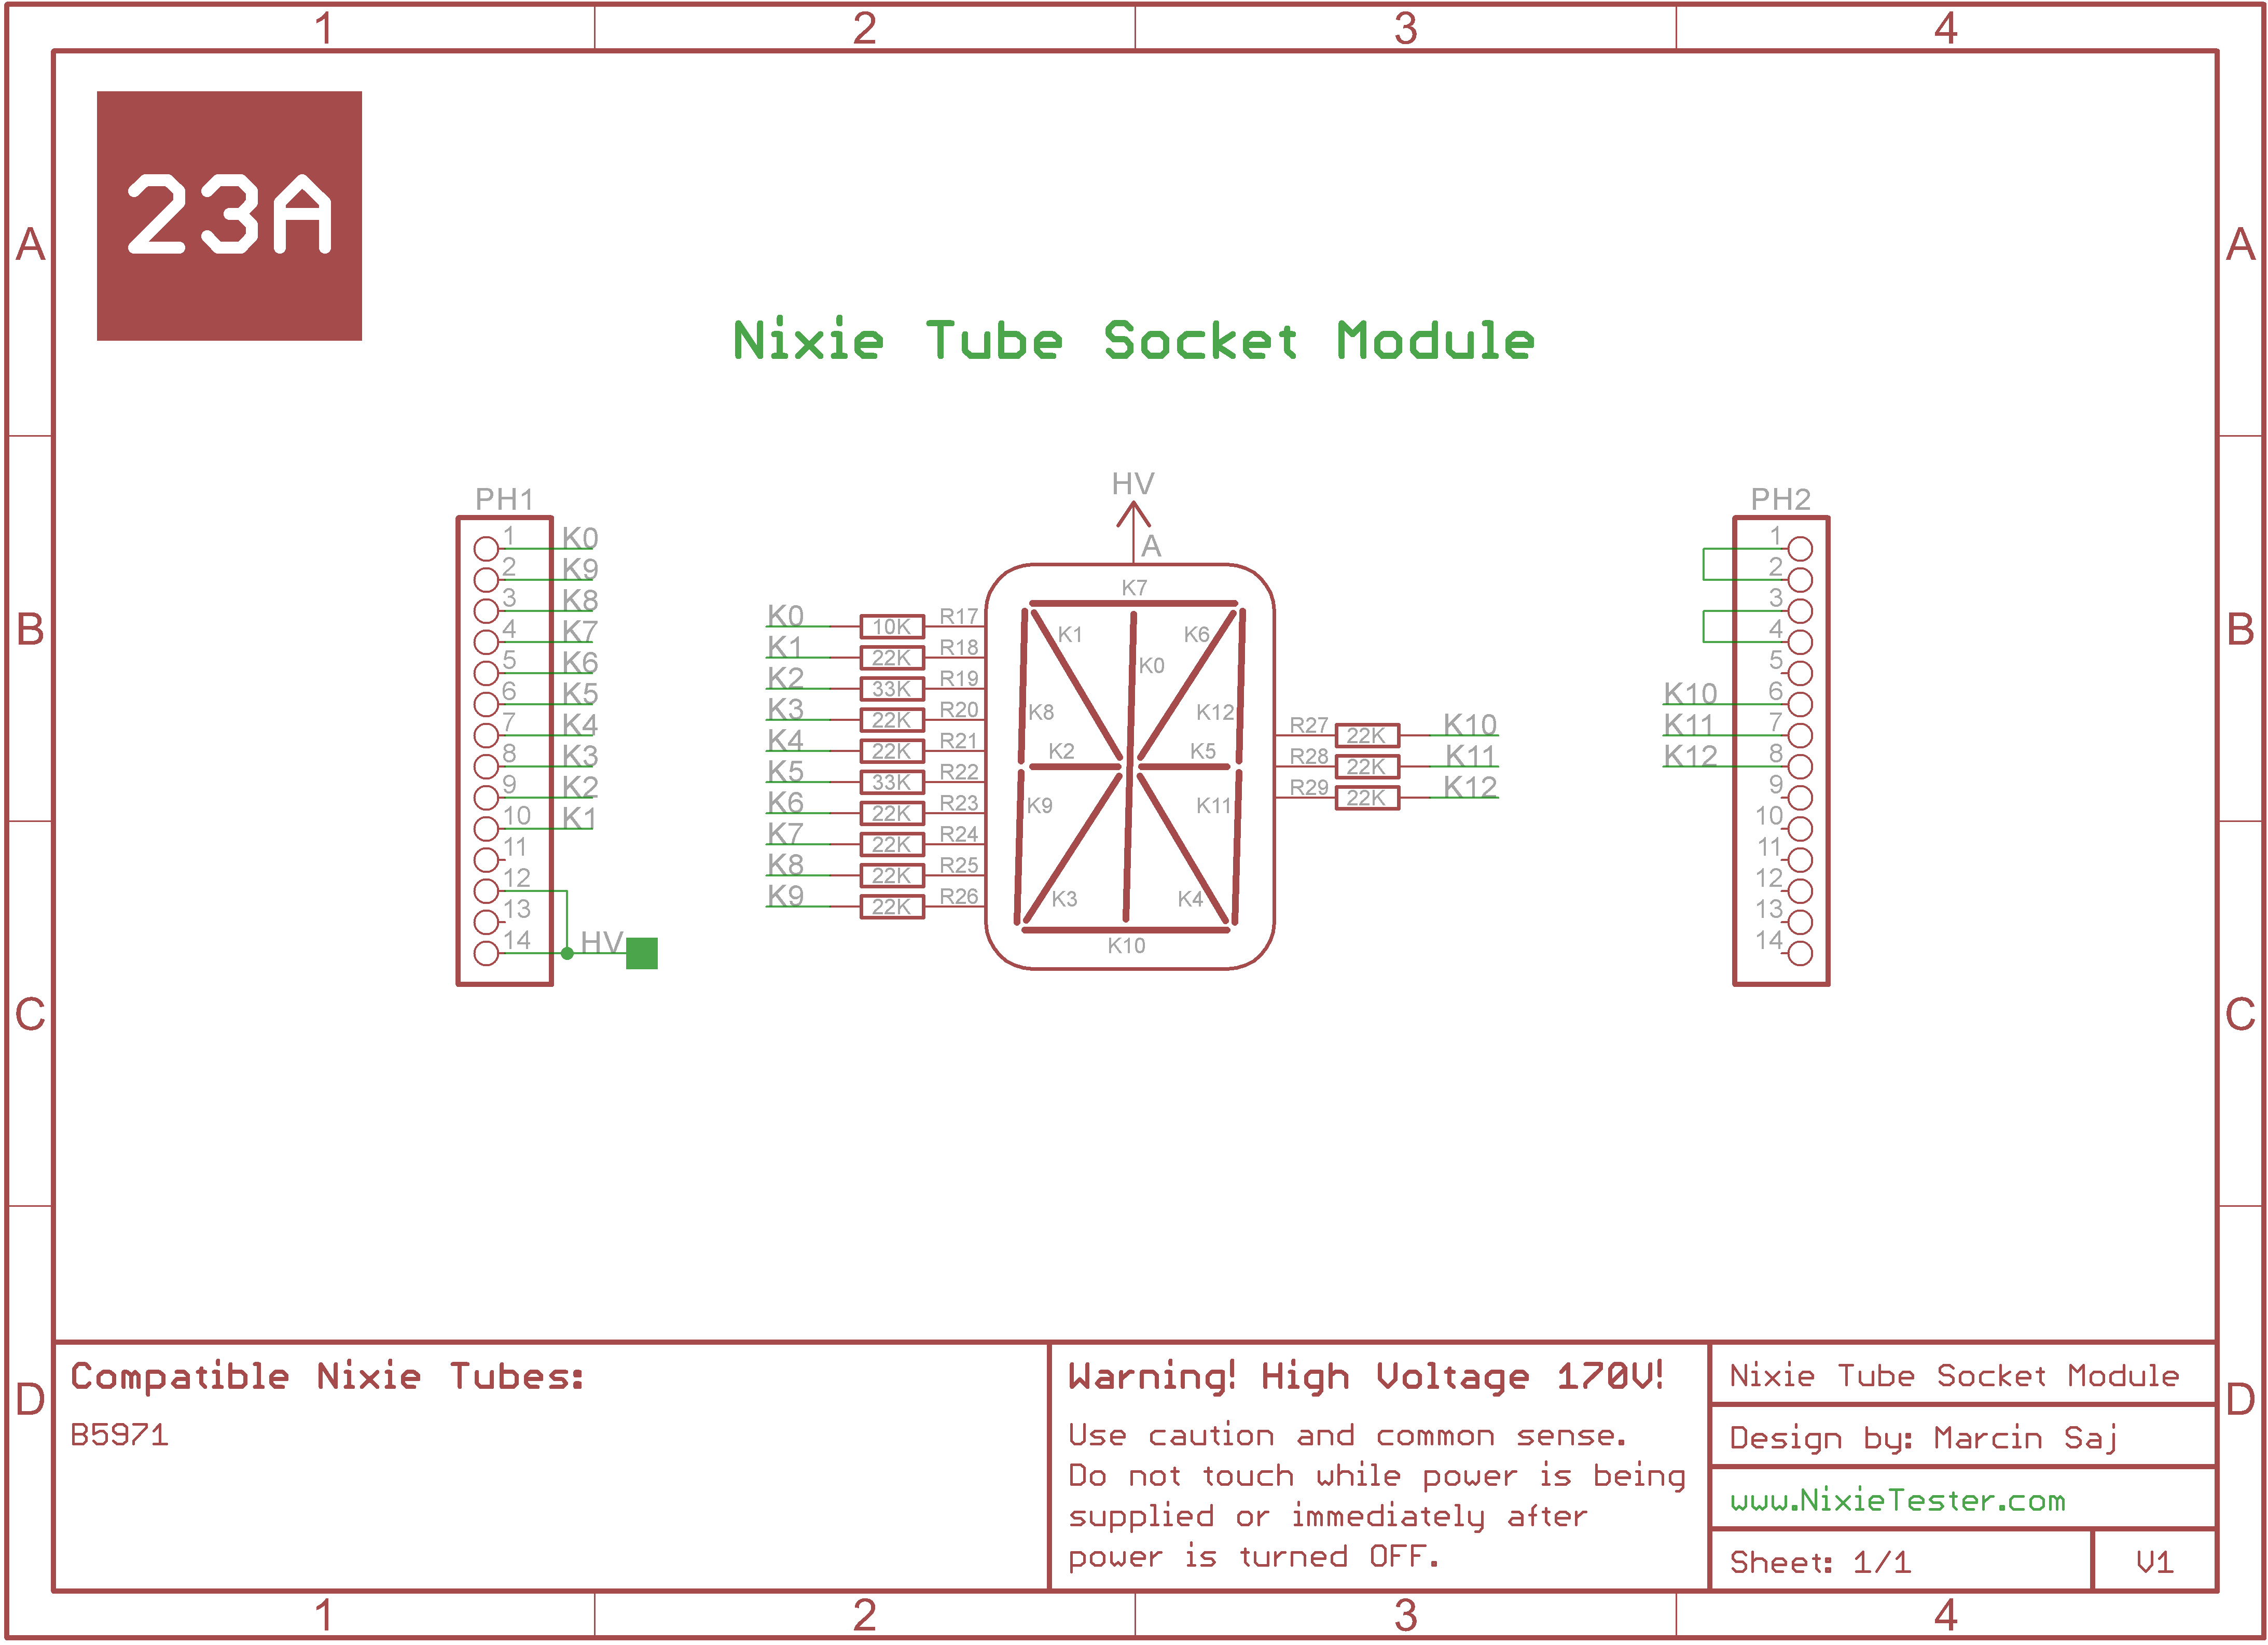 1 2 3 4
A A
23A
Nixie Tube Socket Module
B B
PH1
1 K0
2 K9
3 K8
4 K7
5 K6
6 K5
7 K4
8 K3
9 K2
10 K1
11
12
13
14 HV
K0 10K R17
K1 22K R18
K2 33K R19
K3 22K R20
K4 22K R21
K5 33K R22
K6 22K R23
K7 22K R24
K8 22K R25
K9 22K R26
HV
A
K7
K1 K6
K0
K8 K12
K2 K5
K9 K11
K3 K4
K10
R27 22K K10
R28 22K K11
R29 22K K12
PH2
1
2
3
4
5
K10 6
K11 7
K12 8
9
10
11
12
13
14
C C
D D
Compatible Nixie Tubes:
B5971
Warning! High Voltage 170V!
Use caution and common sense.
Do not touch while power is being
supplied or immediately after
power is turned OFF.
Nixie Tube Socket Module
Design by: Marcin Saj
www.NixieTester.com
Sheet: 1/1 V1
1 2 3 4